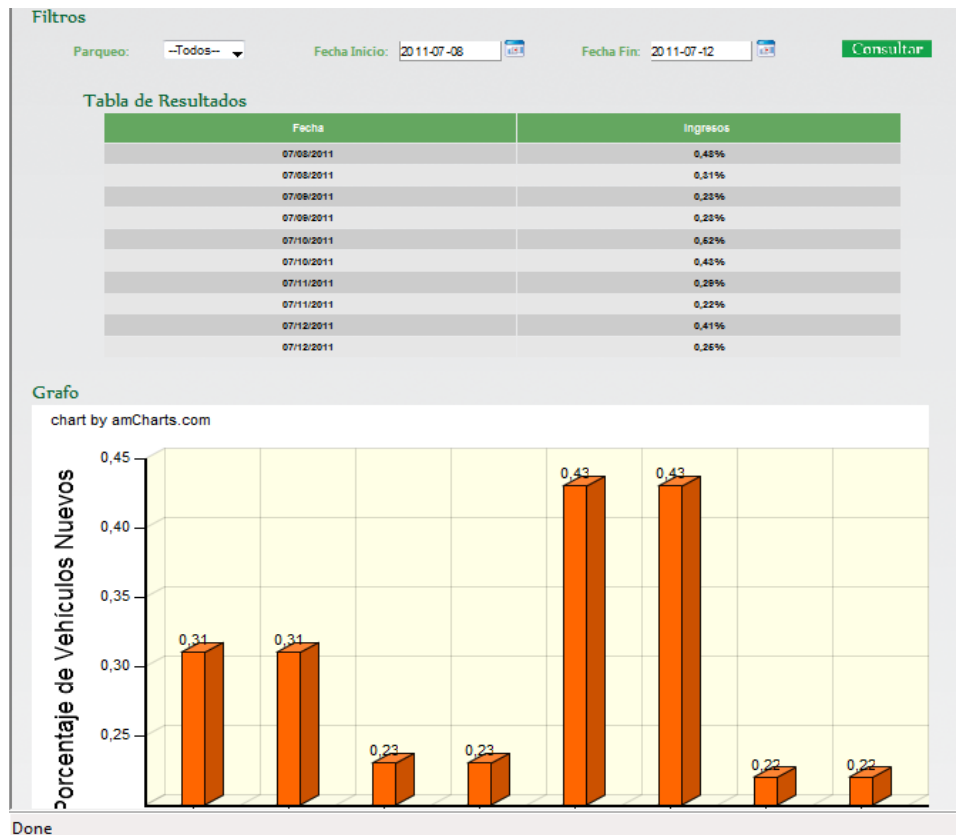 Filtros
Parqueo: --Todos-- Fecha Inicio: 2011-07-08 Fecha Fin: 2011-07-12 Consultar
Tabla de Resultados
Fecha Ingresos
07/08/2011 0,48%
07/08/2011 0,31%
07/09/2011 0,23%
07/09/2011 0,23%
07/10/2011 0,52%
07/10/2011 0,43%
07/11/2011 0,29%
07/11/2011 0,22%
07/12/2011 0,41%
07/12/2011
Grafo
chart by amCharts.com
Porcentaje de Vehículos Nuevos
0,45
0,43 0,43
0,40
0,35
0,31 0,31
0,30
0,25
0,23 0,23
0,22 0,22
Done